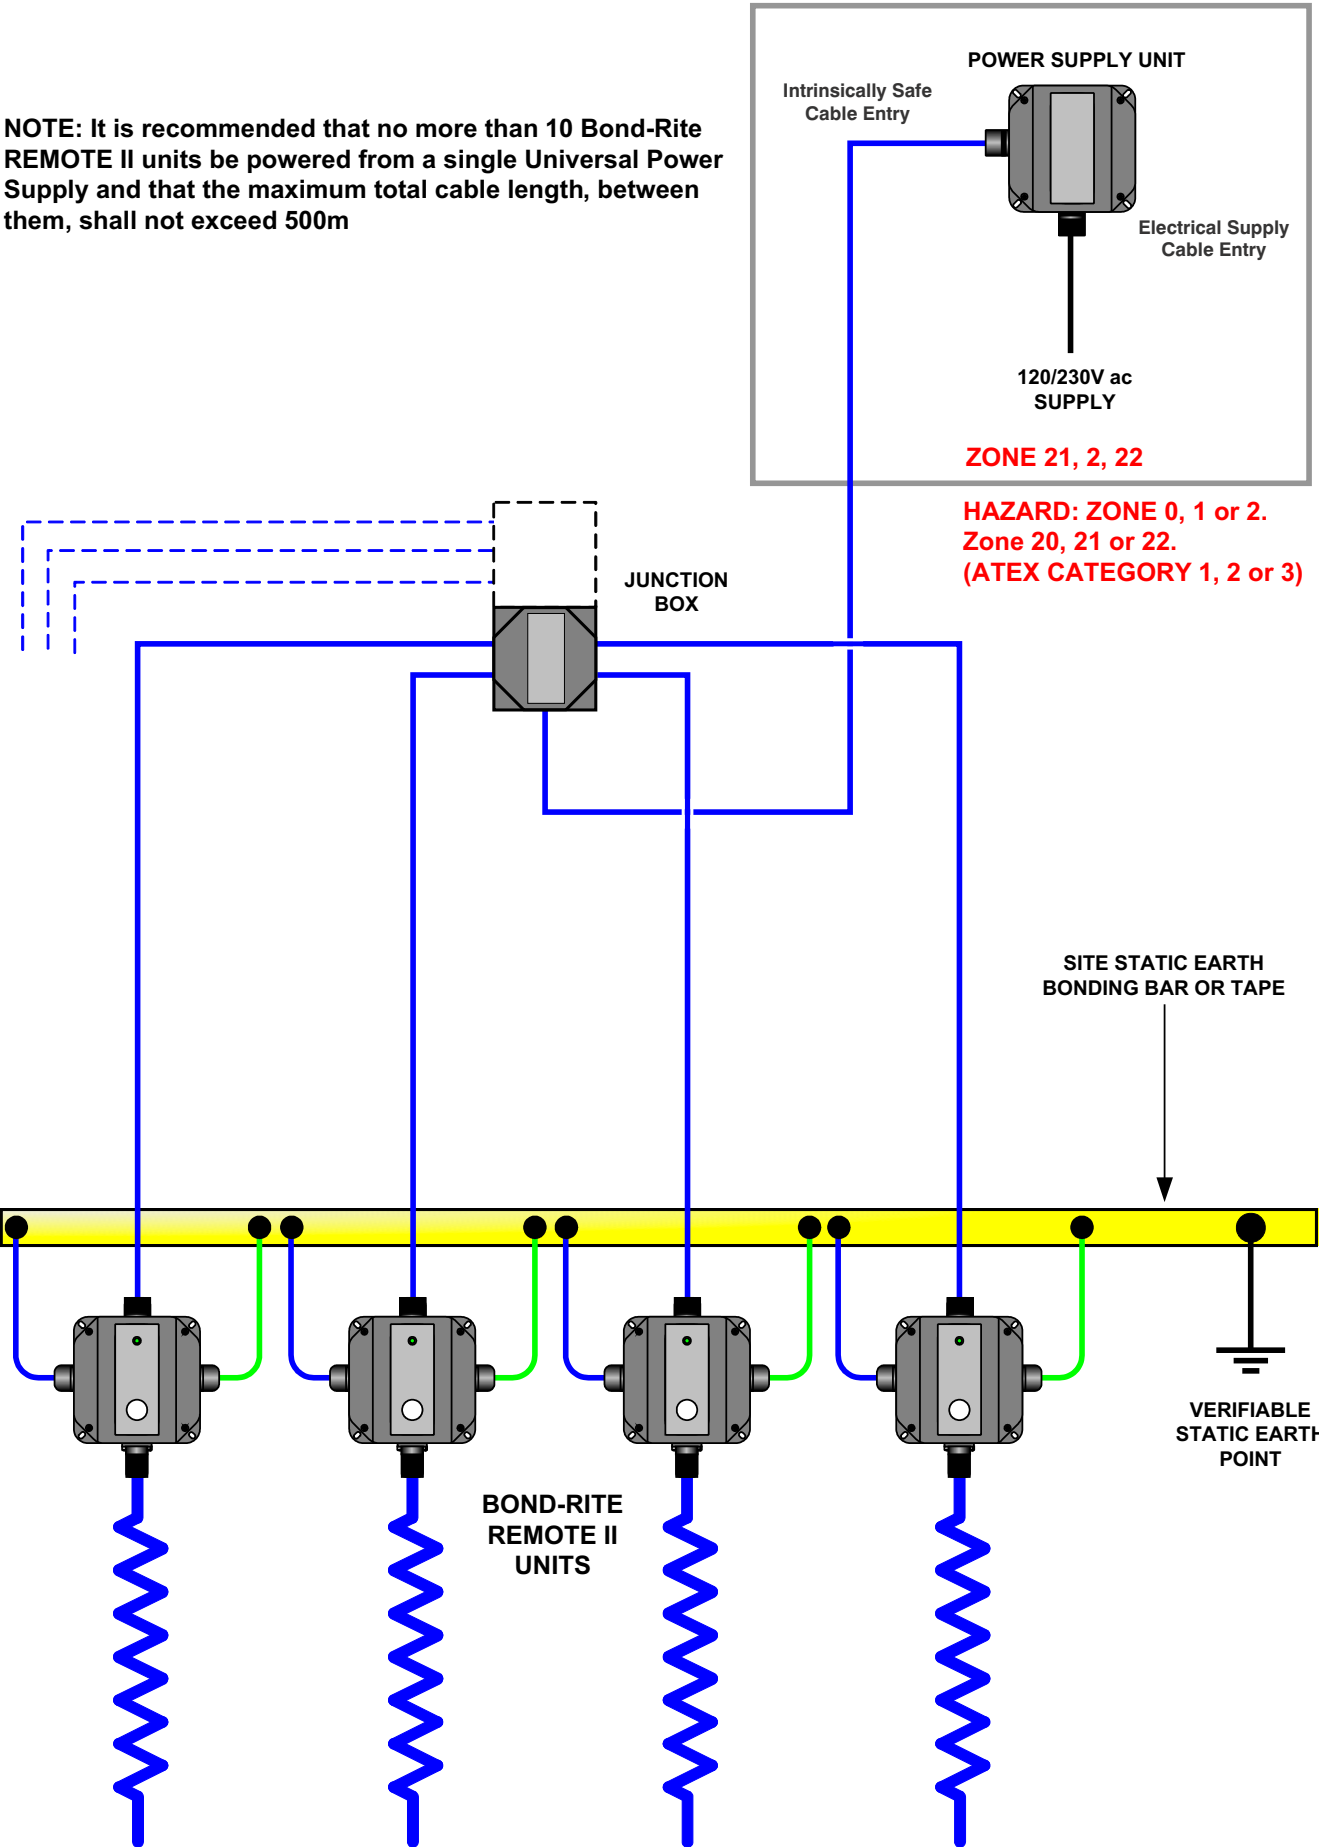 NOTE: It is recommended that no more than 10 Bond-Rite
REMOTE II units be powered from a single Universal Power
Supply and that the maximum total cable length, between
them, shall not exceed 500m
POWER SUPPLY UNIT
Intrinsically Safe
Cable Entry
Electrical Supply
Cable Entry
120/230V ac
SUPPLY
ZONE 21, 2, 22
HAZARD: ZONE 0, 1 or 2.
Zone 20, 21 or 22.
(ATEX CATEGORY 1, 2 or 3)
JUNCTION
BOX
SITE STATIC EARTH
BONDING BAR OR TAPE
VERIFIABLE
STATIC EARTH
POINT
BOND-RITE
REMOTE II
UNITS